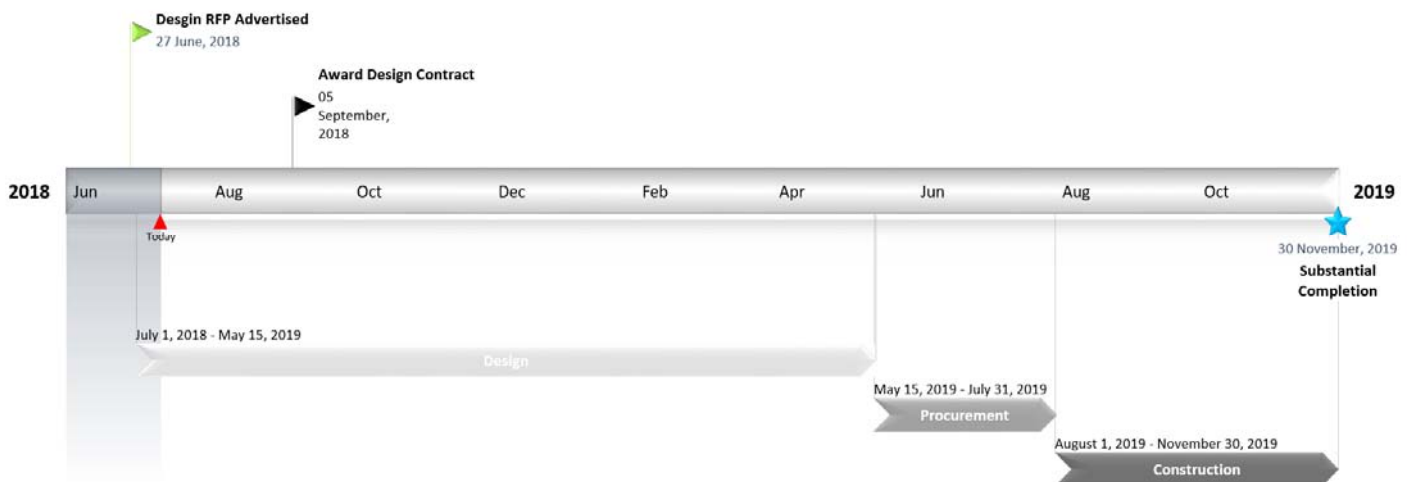 Desgin RFP Advertised
27 June, 2018
Award Design Contract
05
September,
2018
2018 Jun Aug Oct Dec Feb Apr Jun Aug Oct 2019
Today
30 November, 2019
Substantial
Completion
July 1, 2018 - May 15, 2019
Design
May 15, 2019 - July 31, 2019
Procurement
August 1, 2019 - November 30, 2019
Construction